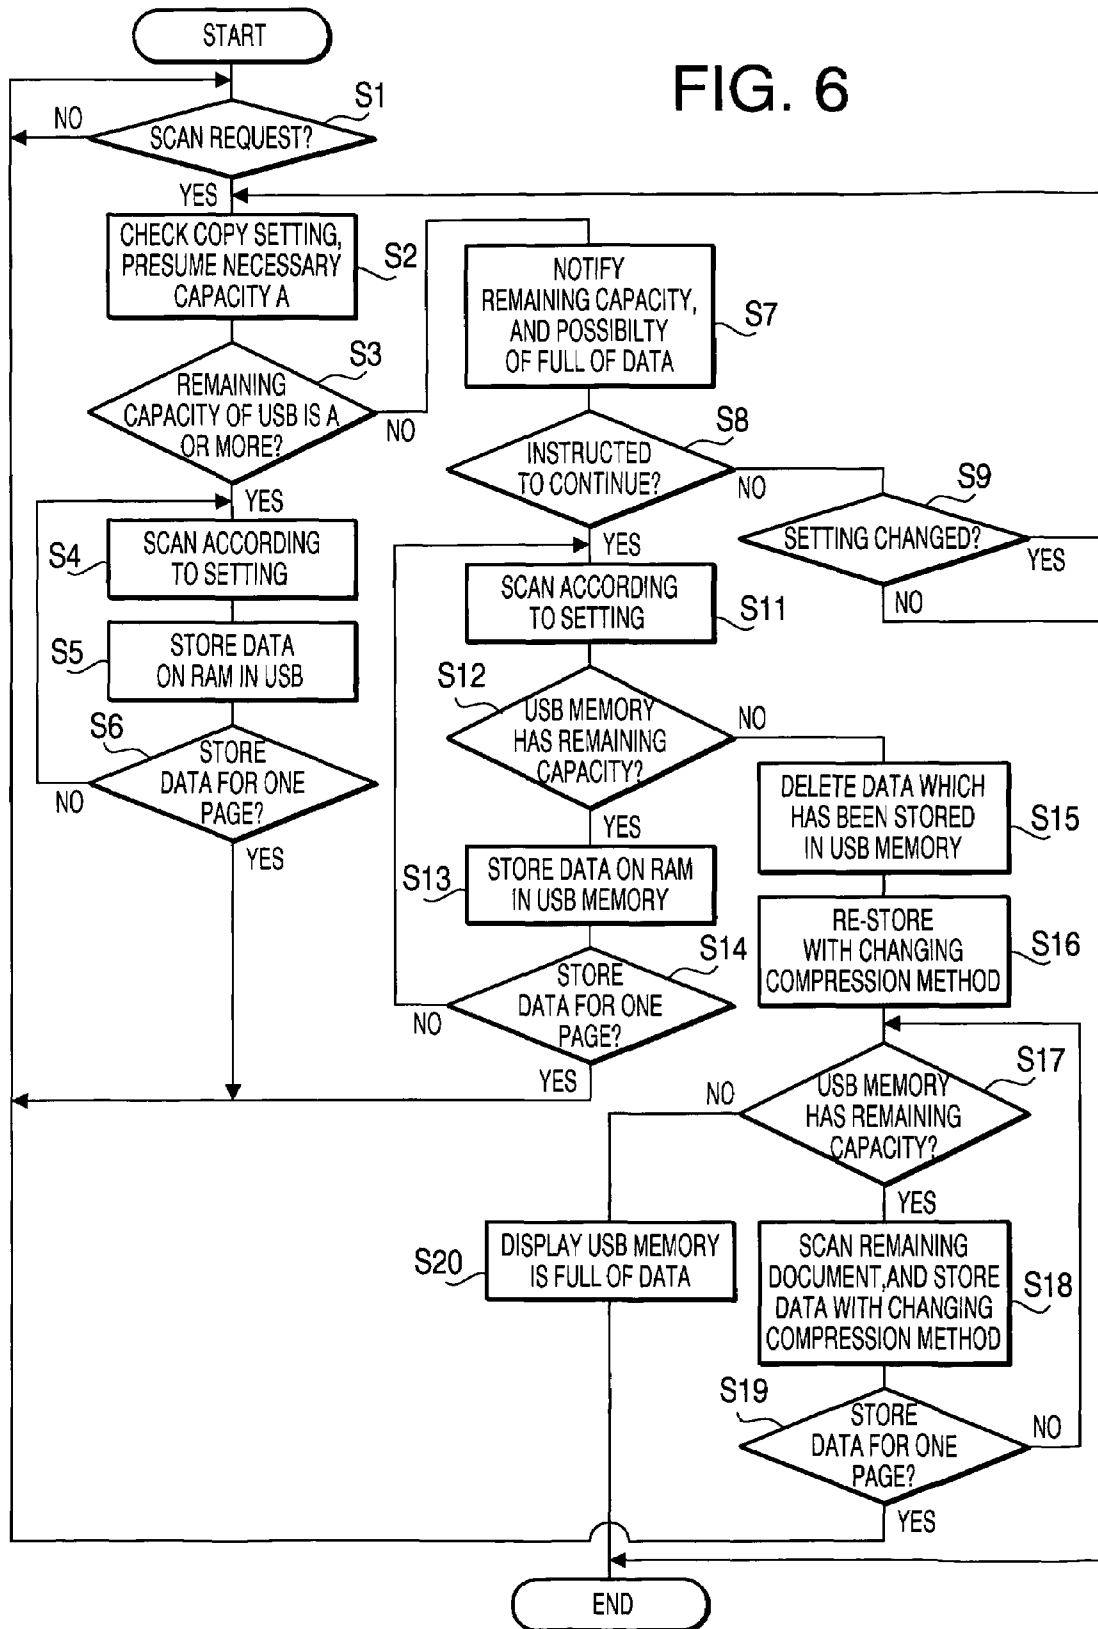 START
FIG. 6
S1
NO
SCAN REQUEST?
YES
CHECK COPY SETTING,
PRESUME NECESSARY
CAPACITY A
S2
S3
REMAINING
CAPACITY OF USB IS A
OR MORE?
NO
YES
S4
SCAN ACCORDING
TO SETTING
S5
STORE DATA
ON RAM IN USB
S6
STORE
DATA FOR ONE
PAGE?
NO
YES
NOTIFY
REMAINING CAPACITY,
AND POSSIBILTY
OF FULL OF DATA
S7
S8
INSTRUCTED
TO CONTINUE?
NO
YES
S9
SETTING CHANGED?
YES
NO
SCAN ACCORDING
TO SETTING
S11
S12
USB MEMORY
HAS REMAINING
CAPACITY?
NO
YES
S13
STORE DATA ON RAM
IN USB MEMORY
S14
STORE
DATA FOR ONE
PAGE?
NO
YES
DELETE DATA WHICH
HAS BEEN STORED
IN USB MEMORY
S15
RE-STORE
WITH CHANGING
COMPRESSION METHOD
S16
S17
USB MEMORY
HAS REMAINING
CAPACITY?
NO
YES
S20
DISPLAY USB MEMORY
IS FULL OF DATA
SCAN REMAINING
DOCUMENT,AND STORE
DATA WITH CHANGING
COMPRESSION METHOD
S18
S19
STORE
DATA FOR ONE
PAGE?
NO
YES
END